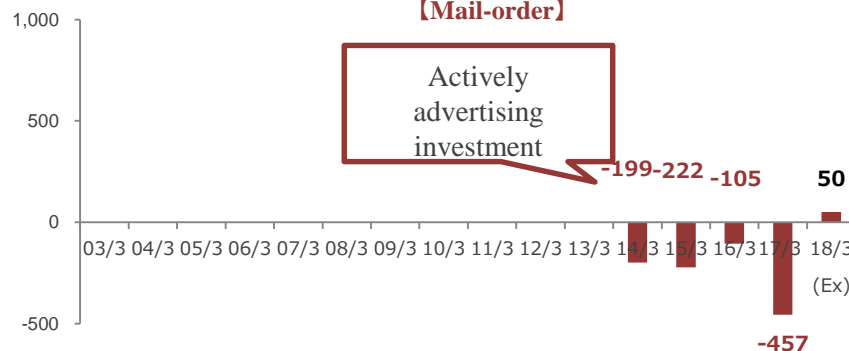 【Mail-order】
1,000
Actively
advertising
investment
500
-199 -222 -105 50
0
03/3 04/3 05/3 06/3 07/3 08/3 09/3 10/3 11/3 12/3 13/3 14/3 15/3 16/3 17/3 18/3
(Ex)
-500
-457